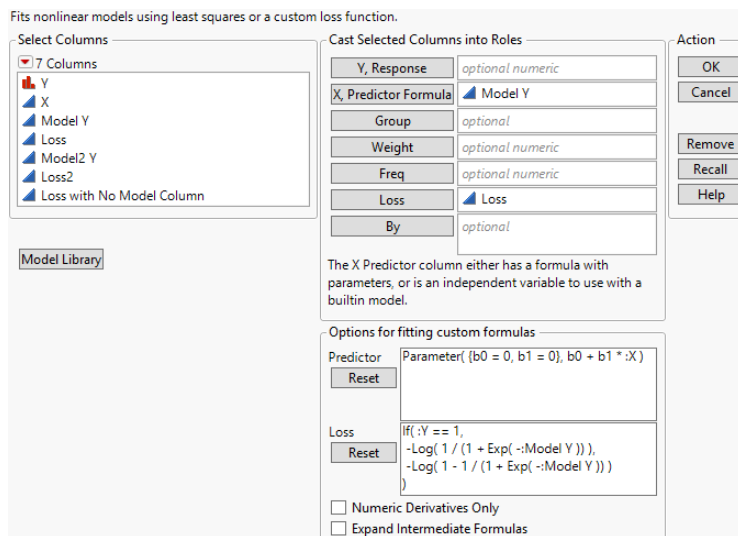 Fits nonlinear models using least squares or a custom loss function.
Select Columns
7 Columns
Y
X
Model Y
Loss
Model2 Y
Loss2
Loss with No Model Column
Model Library
Cast Selected Columns into Roles
Y, Response
optional numeric
X, Predictor Formula
Model Y
Group
optional
Weight
optional numeric
Freq
optional numeric
Loss
Loss
By
optional
The X Predictor column either has a formula with
parameters, or is an independent variable to use with a
builtin model.
Options for fitting custom formulas
Predictor
Reset
Parameter( {b0 = 0, b1 = 0}, b0 + b1 * :X )
Loss
Reset
If( :Y == 1,
-Log( 1 / (1 + Exp( -:Model Y )) ),
-Log( 1 - 1 / (1 + Exp( -:Model Y )) )
)
Numeric Derivatives Only
Expand Intermediate Formulas
Action
OK
Cancel
Remove
Recall
Help